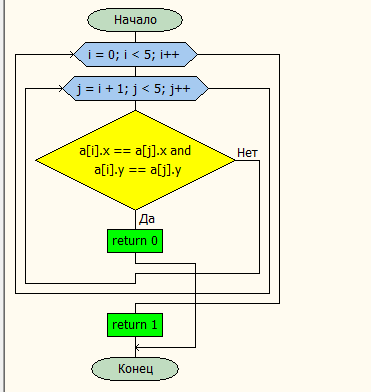 Начало
i = 0; i < 5; i++
j = i + 1; j < 5; j++
a[i].x == a[j].x and
a[i].y == a[j].y
Нет
Да
return 0
return 1
Конец